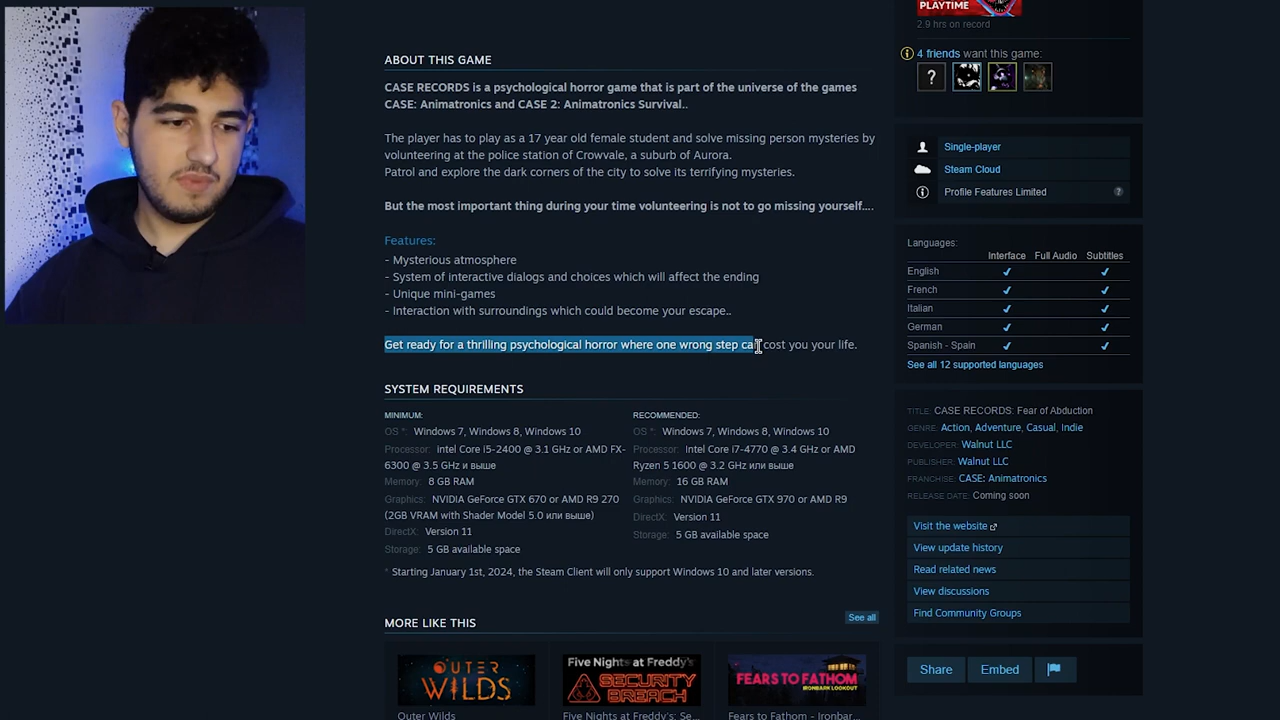 PLAYTIME
2.9 hrs on record
4 friends want this game:
?
ABOUT THIS GAME
CASE RECORDS is a psychological horror game that is part of the universe of the games
CASE: Animatronics and CASE 2: Animatronics Survival..
The player has to play as a 17 year old female student and solve missing person mysteries by
volunteering at the police station of Crowvale, a suburb of Aurora.
Patrol and explore the dark corners of the city to solve its terrifying mysteries.
But the most important thing during your time volunteering is not to go missing yourself....
Features:
- Mysterious atmosphere
- System of interactive dialogs and choices which will affect the ending
- Unique mini-games
- Interaction with surroundings which could become your escape..
Get ready for a thrilling psychological horror where one wrong step can cost you your life.
SYSTEM REQUIREMENTS
MINIMUM:
OS *: Windows 7, Windows 8, Windows 10
Processor: Intel Core i5-2400 @ 3.1 GHz or AMD FX-
6300 @ 3.5 GHz и выше
Memory: 8 GB RAM
Graphics: NVIDIA GeForce GTX 670 or AMD R9 270
(2GB VRAM with Shader Model 5.0 или выше)
DirectX: Version 11
Storage: 5 GB available space
RECOMMENDED:
OS *: Windows 7, Windows 8, Windows 10
Processor: Intel Core i7-4770 @ 3.4 GHz or AMD
Ryzen 5 1600 @ 3.2 GHz или выше
Memory: 16 GB RAM
Graphics: NVIDIA GeForce GTX 970 or AMD R9
DirectX: Version 11
Storage: 5 GB available space
* Starting January 1st, 2024, the Steam Client will only support Windows 10 and later versions.
MORE LIKE THIS
See all
OUTER
WILDS
Outer Wilds
Five Nights at Freddy's
SECURITY
BREACH
Five Nights at Freddy's: Se...
FEARS TO FATHOM
IRONBARK LOOKOUT
Fears to Fathom - Ironbar...
Single-player
Steam Cloud
Profile Features Limited ?
Languages:
Interface Full Audio Subtitles
English ✔ ✔
French ✔ ✔
Italian ✔ ✔
German ✔ ✔
Spanish - Spain ✔ ✔
See all 12 supported languages
TITLE: CASE RECORDS: Fear of Abduction
GENRE: Action, Adventure, Casual, Indie
DEVELOPER: Walnut LLC
PUBLISHER: Walnut LLC
FRANCHISE: CASE: Animatronics
RELEASE DATE: Coming soon
Visit the website
View update history
Read related news
View discussions
Find Community Groups
Share
Embed